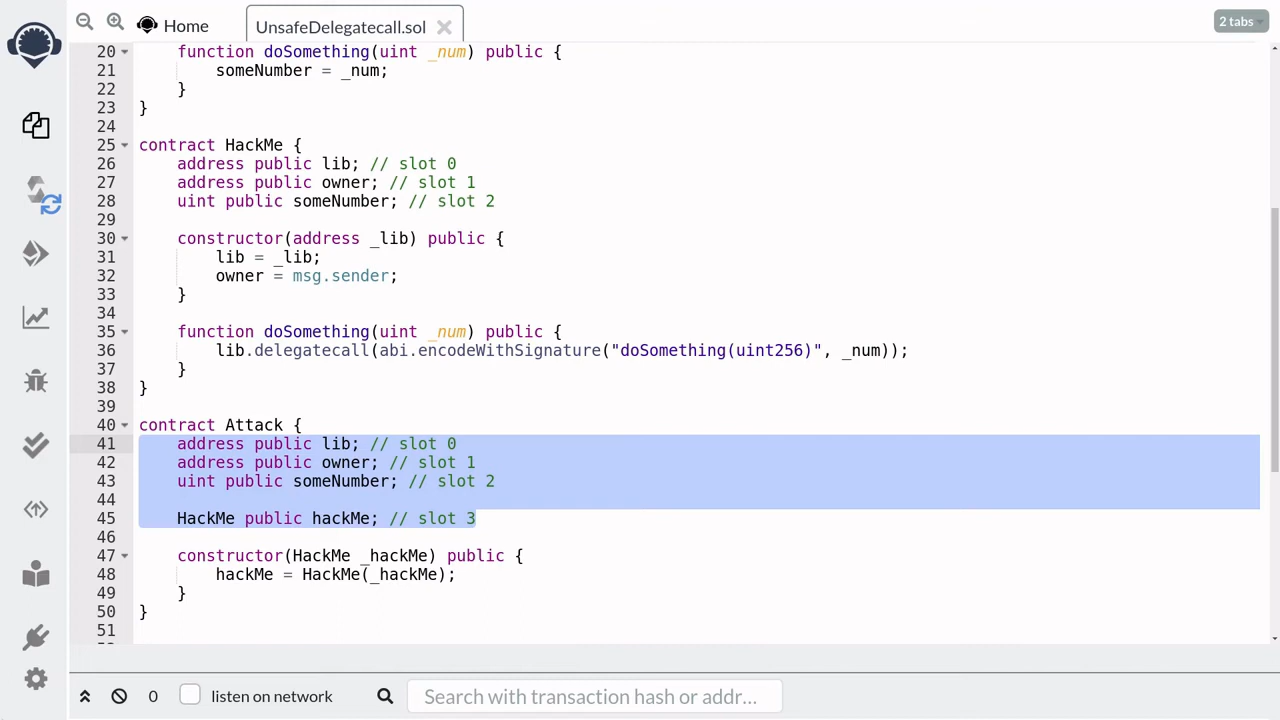 Home
UnsafeDelegatecall.sol
2 tabs
20 function doSomething(uint _num) public {
21 someNumber = _num;
22 }
23 }
24
25 contract HackMe {
26 address public lib; // slot 0
27 address public owner; // slot 1
28 uint public someNumber; // slot 2
29
30 constructor(address _lib) public {
31 lib = _lib;
32 owner = msg.sender;
33 }
34
35 function doSomething(uint _num) public {
36 lib.delegatecall(abi.encodeWithSignature("doSomething(uint256)", _num));
37 }
38 }
39
40 contract Attack {
41 address public lib; // slot 0
42 address public owner; // slot 1
43 uint public someNumber; // slot 2
44
45 HackMe public hackMe; // slot 3
46
47 constructor(HackMe _hackMe) public {
48 hackMe = HackMe(_hackMe);
49 }
50 }
51
0 listen on network Search with transaction hash or addr...